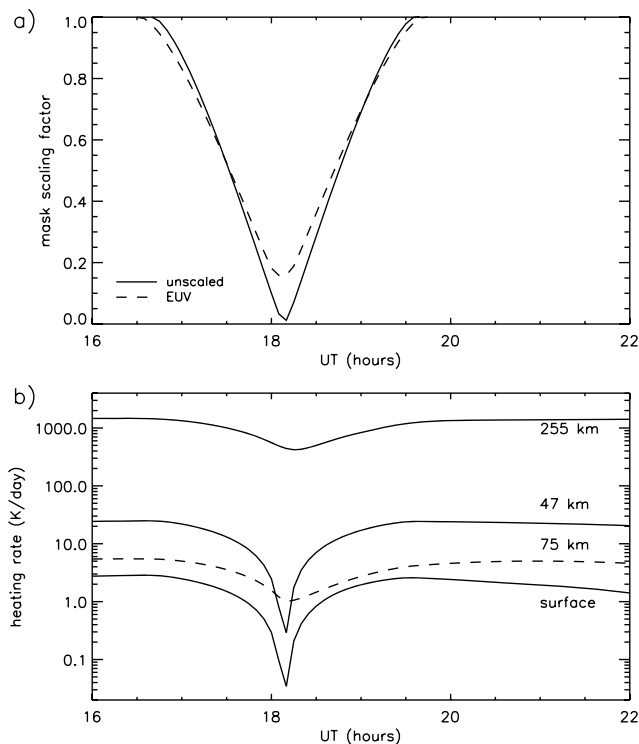 a)
mask scaling factor
1.0
0.8
0.6
0.4
0.2
0.0
unscaled
EUV
16 18 20 22
UT (hours)
b)
heating rate (K/day)
1000.0
100.0
10.0
1.0
0.1
255 km
47 km
75 km
surface
16 18 20 22
UT (hours)